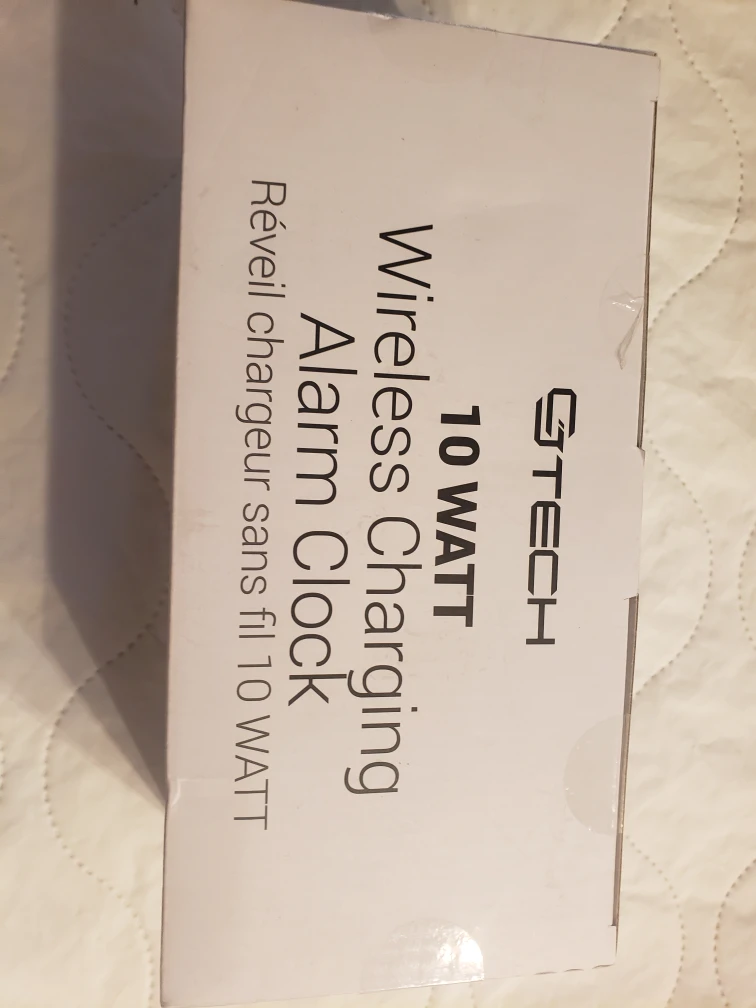 GTECH
10 WATT
Wireless Charging
Alarm Clock
Réveil chargeur sans fil 10 WATT